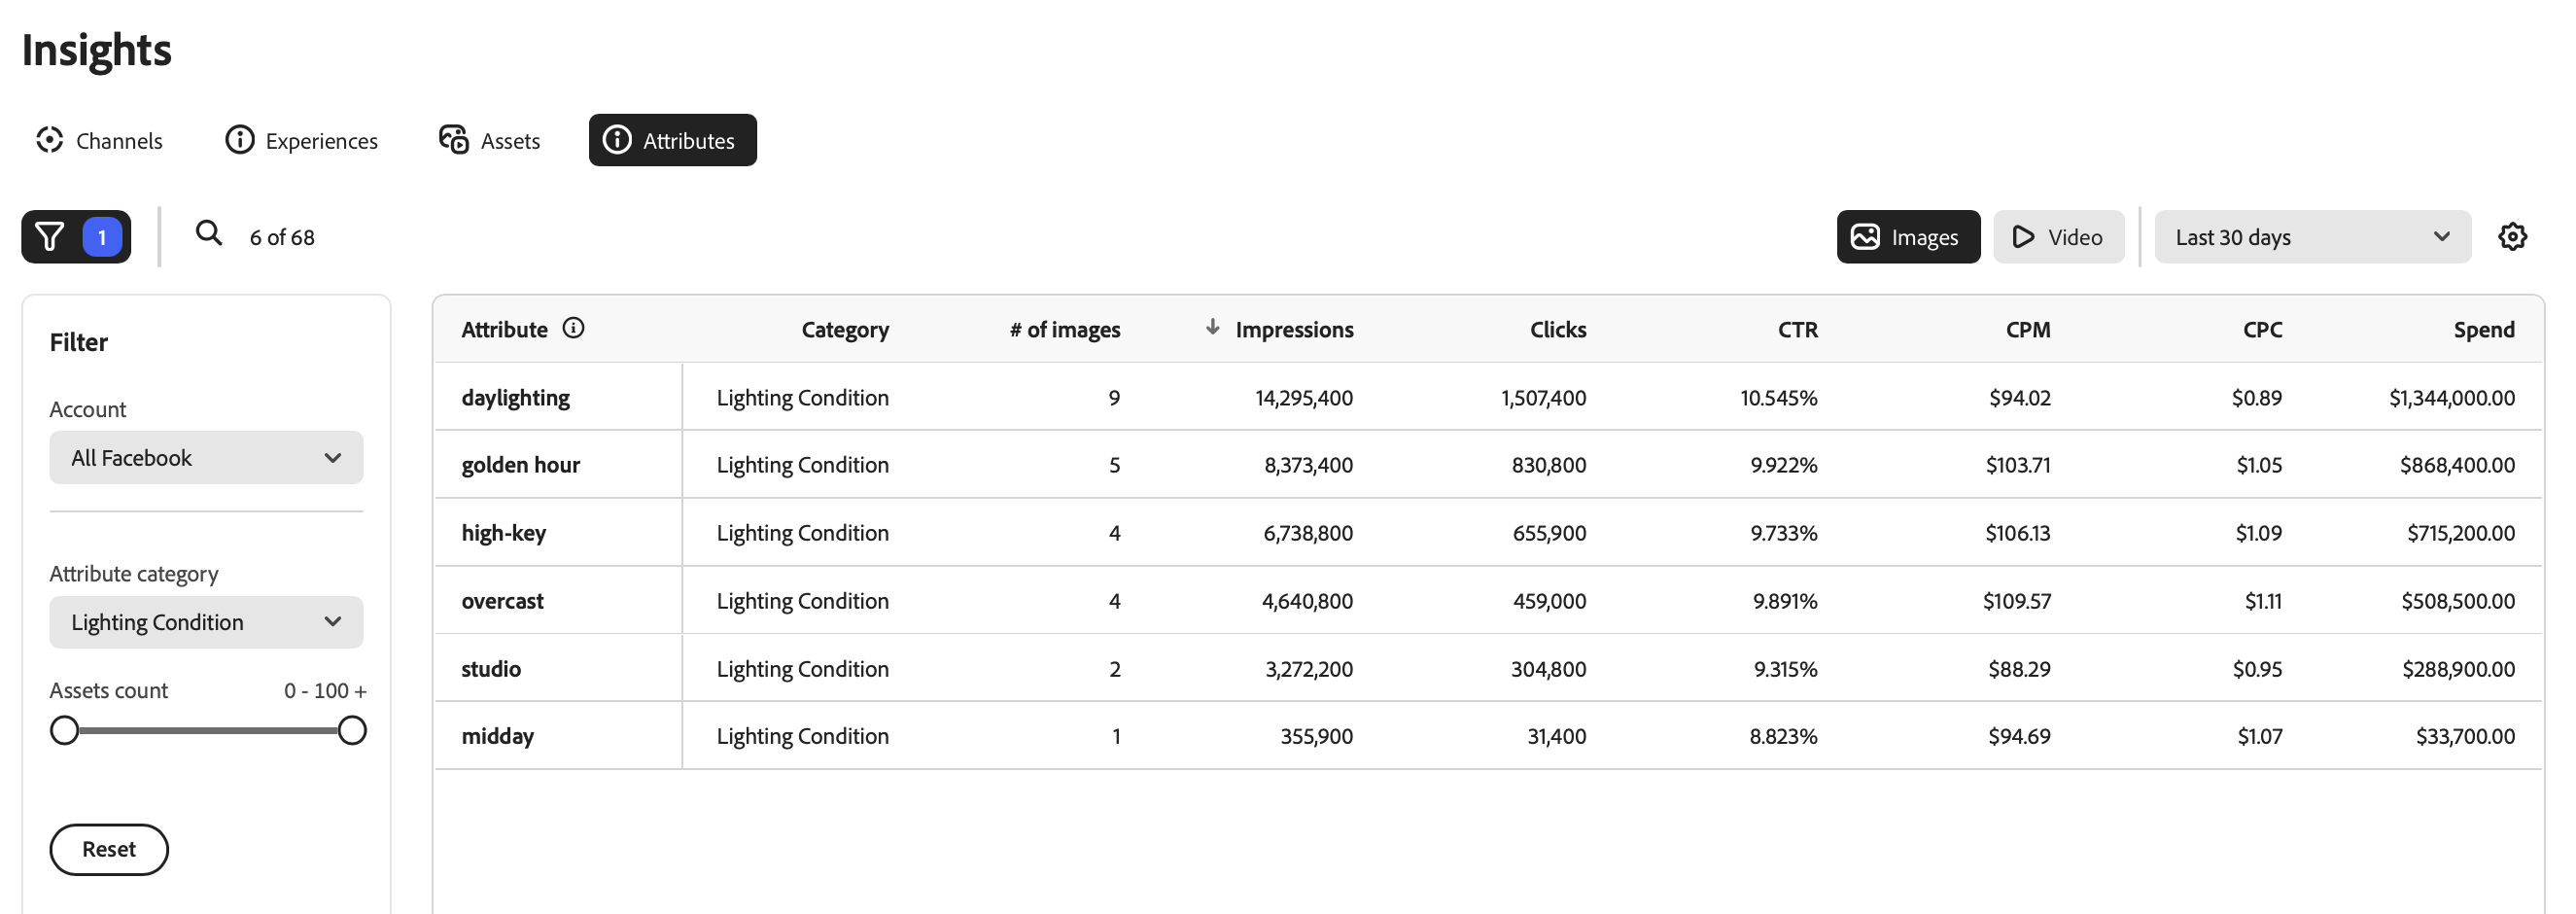 Insights
Channels Experiences Assets Attributes
1 6 of 68 Images Video Last 30 days
Filter
Account
All Facebook
Attribute category
Lighting Condition
Assets count 0 - 100 +
Reset
Attribute Category # of images Impressions Clicks CTR CPM CPC Spend
daylighting Lighting Condition 9 14,295,400 1,507,400 10.545% $94.02 $0.89 $1,344,000.00
golden hour Lighting Condition 5 8,373,400 830,800 9.922% $103.71 $1.05 $868,400.00
high-key Lighting Condition 4 6,738,800 655,900 9.733% $106.13 $1.09 $715,200.00
overcast Lighting Condition 4 4,640,800 459,000 9.891% $109.57 $1.11 $508,500.00
studio Lighting Condition 2 3,272,200 304,800 9.315% $88.29 $0.95 $288,900.00
midday Lighting Condition 1 355,900 31,400 8.823% $94.69 $1.07 $33,700.00